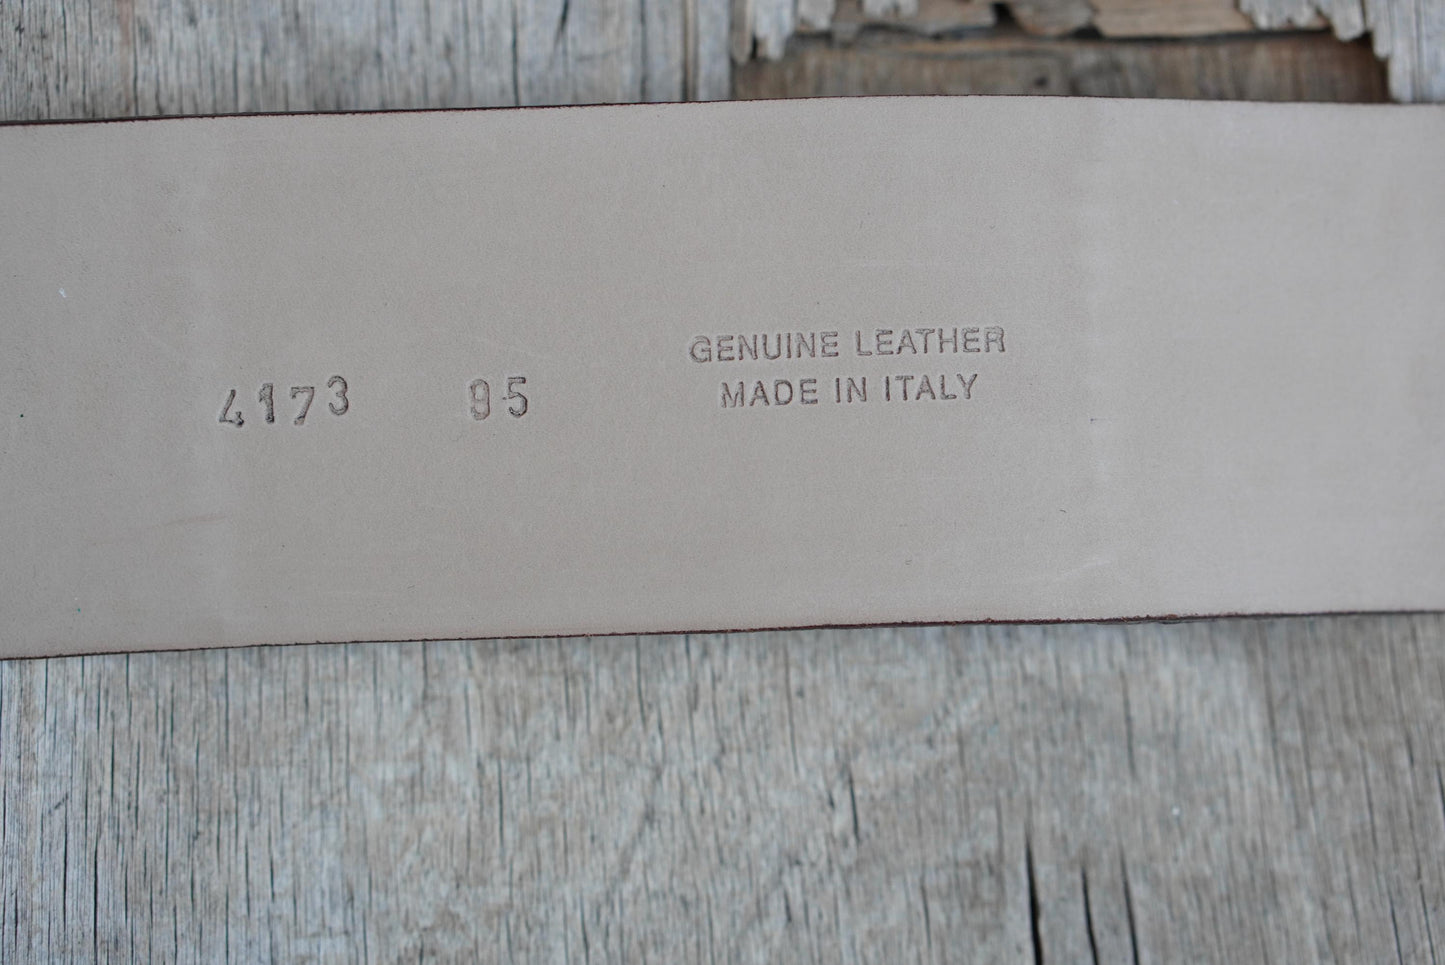 4173 95
GENUINE LEATHER
MADE IN ITALY